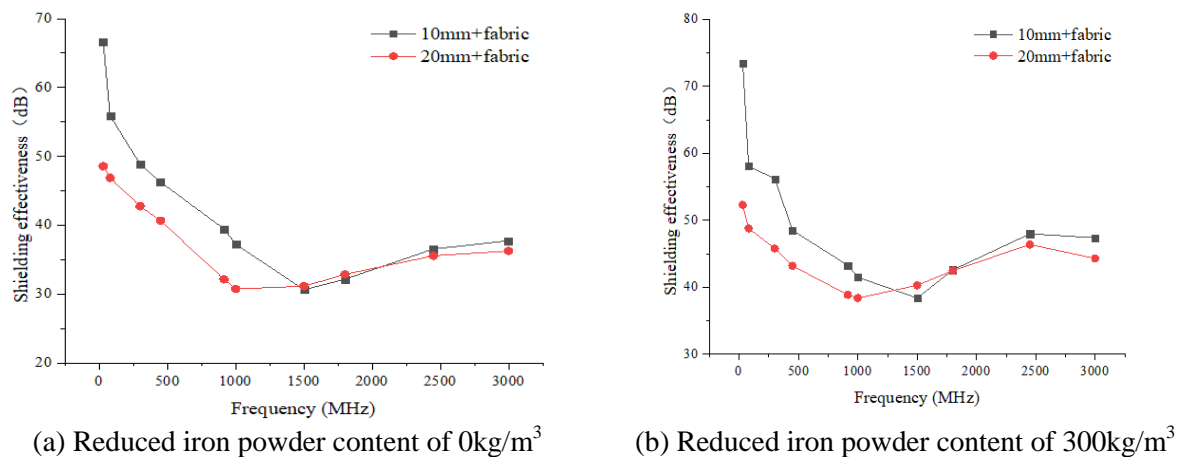 70
60
50
40
30
20
0
500
1000
1500
2000
2500
3000
Shielding effectiveness（dB）
Frequency (MHz)
10mm+fabric
20mm+fabric
(a) Reduced iron powder content of 0kg/m³
80
70
60
50
40
30
0
500
1000
1500
2000
2500
3000
Shielding effectiveness（dB）
Frequency (MHz)
10mm+fabric
20mm+fabric
(b) Reduced iron powder content of 300kg/m³